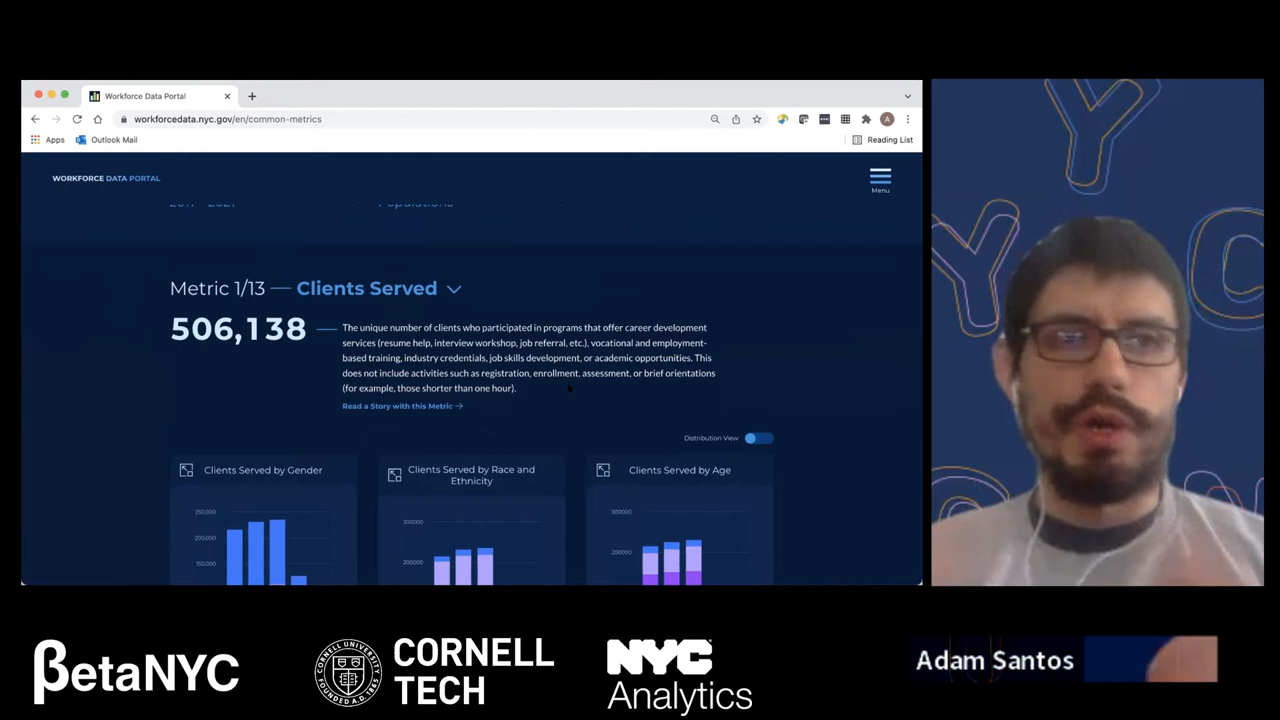 Workforce Data Portal
workforcedata.nyc.gov/en/common-metrics
Apps
Outlook Mail
A
Reading List
WORKFORCE DATA PORTAL
Menu
Populations
Metric 1/13 — Clients Served
506,138
The unique number of clients who participated in programs that offer career development
services (resume help, interview workshop, job referral, etc.), vocational and employment-
based training, industry credentials, job skills development, or academic opportunities. This
does not include activities such as registration, enrollment, assessment, or brief orientations
(for example, those shorter than one hour).
Read a Story with this Metric →
Distribution View
Clients Served by Gender
250,000
200,000
150,000
Clients Served by Race and
Ethnicity
300000
200000
Clients Served by Age
200000
Y
Y
C
N
βetaNYC
CORNELL UNIVERSITY
FOUNDED A.D. 1865
CORNELL
TECH
NYC
Analytics
Adam Santos